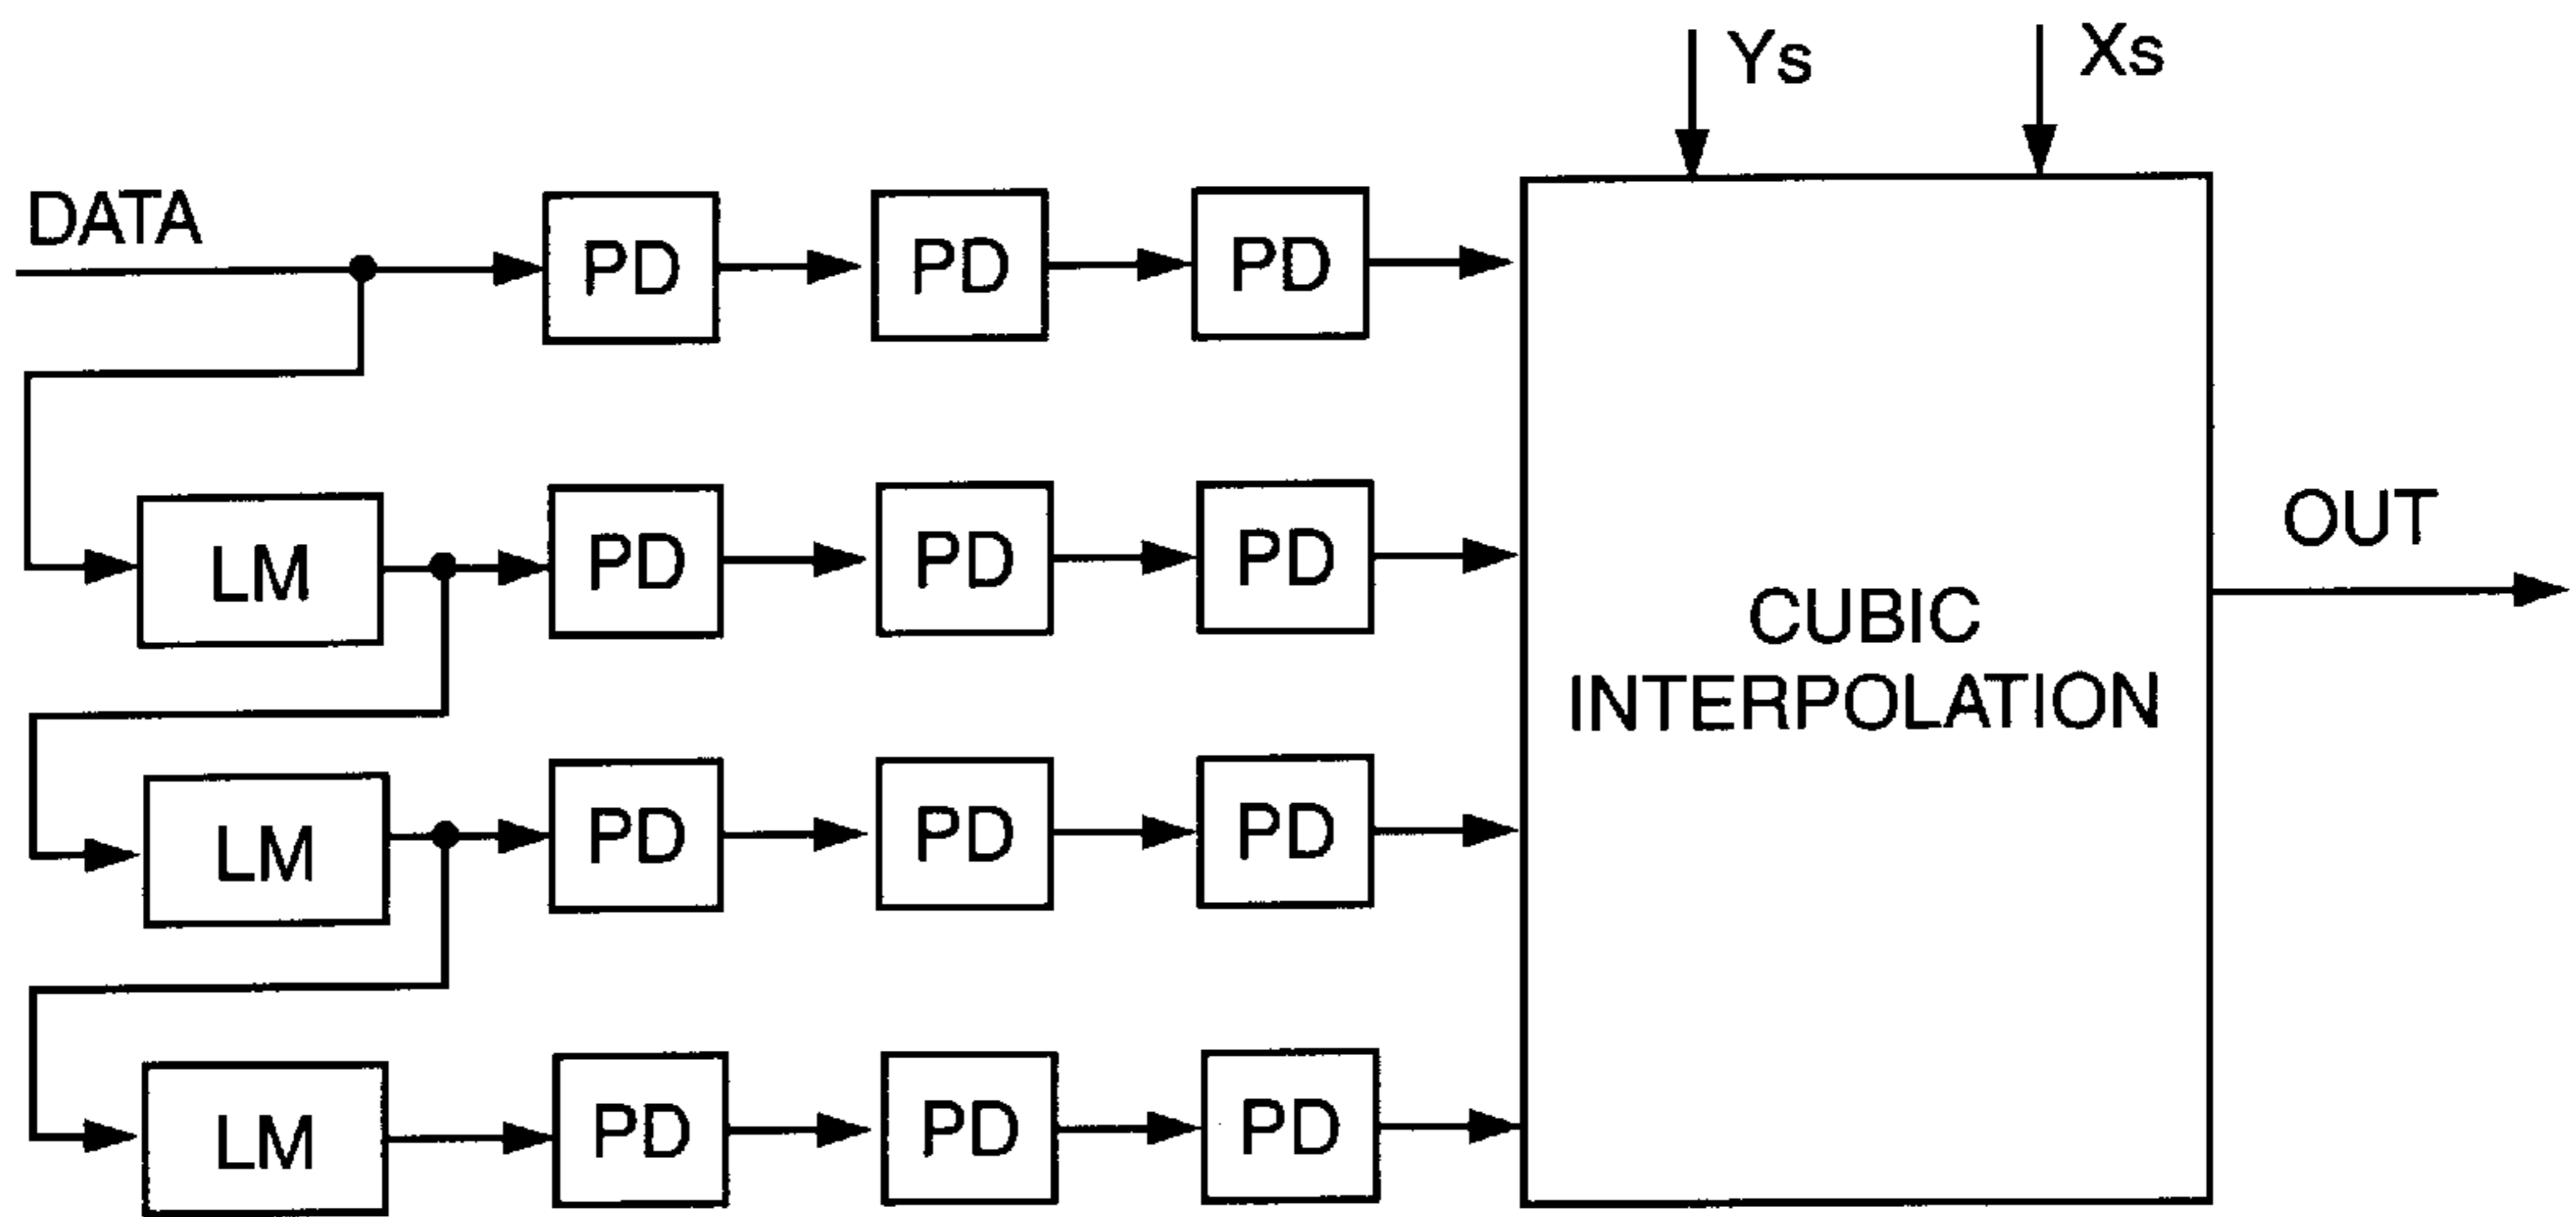 Ys Xs
DATA
PD PD PD
LM PD PD PD
OUT
CUBIC
INTERPOLATION
LM PD PD PD
LM PD PD PD